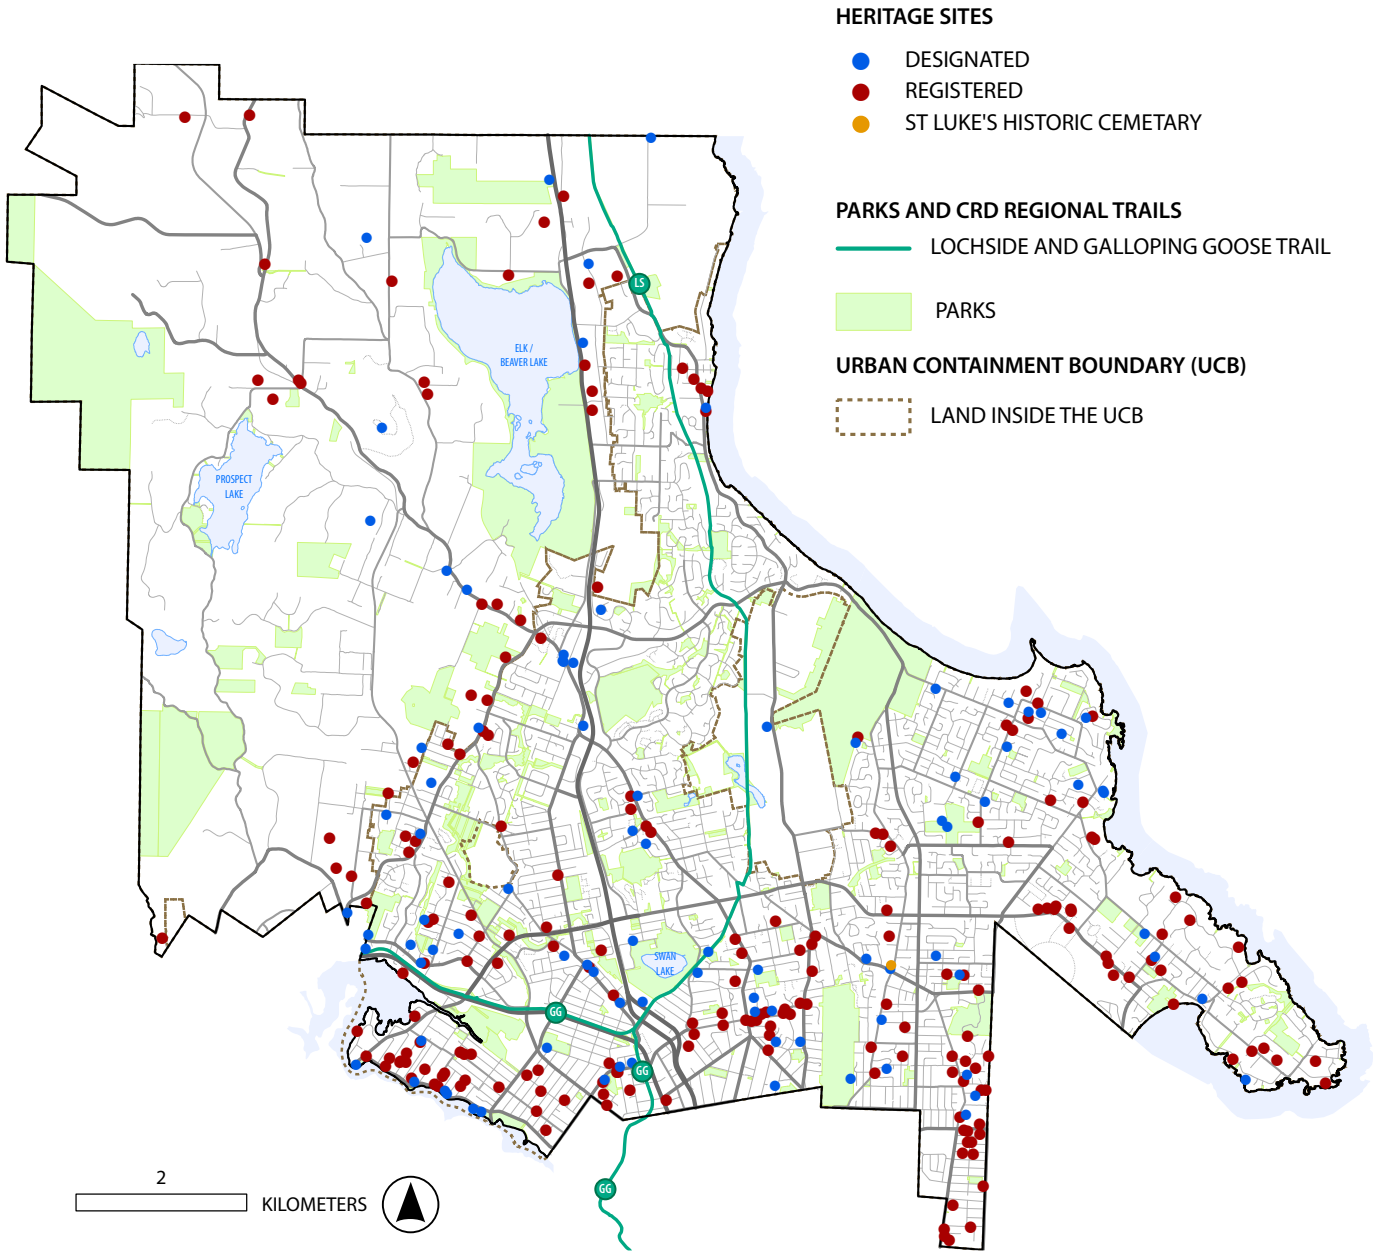 HERITAGE SITES
DESIGNATED
REGISTERED
ST LUKE'S HISTORIC CEMETARY
PARKS AND CRD REGIONAL TRAILS
LOCHSIDE AND GALLOPING GOOSE TRAIL
PARKS
URBAN CONTAINMENT BOUNDARY (UCB)
LAND INSIDE THE UCB
LS
ELK /
BEAVER LAKE
PROSPECT
LAKE
SWAN
LAKE
GG
GG
GG
2
KILOMETERS